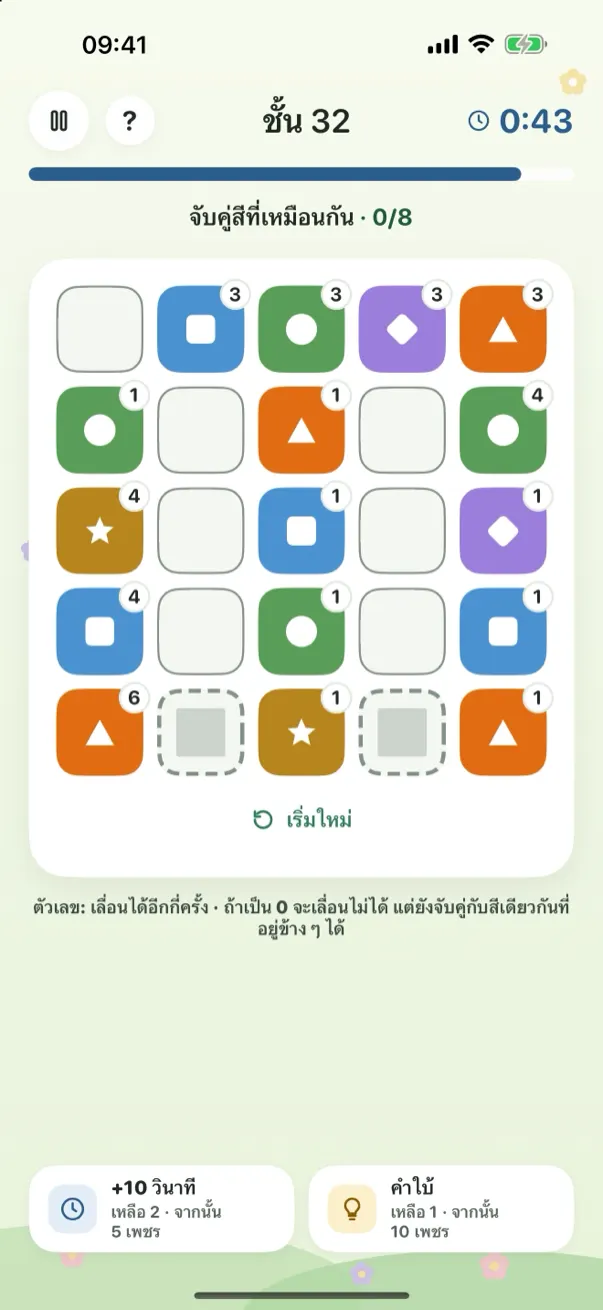 09:41
? ชั้น 32 0:43
จับคู่สีที่เหมือนกัน · 0/8
3 3 3 3
1 1 4
4 1 1
4 1 1
6 1 1
เริ่มใหม่
ตัวเลข: เลื่อนได้อีกกี่ครั้ง · ถ้าเป็น 0 จะเลื่อนไม่ได้ แต่ยังจับคู่กับสีเดียวกันที่
อยู่ข้าง ๆ ได้
+10 วินาที
เหลือ 2 · จากนั้น
5 เพชร
คำใบ้
เหลือ 1 · จากนั้น
10 เพชร